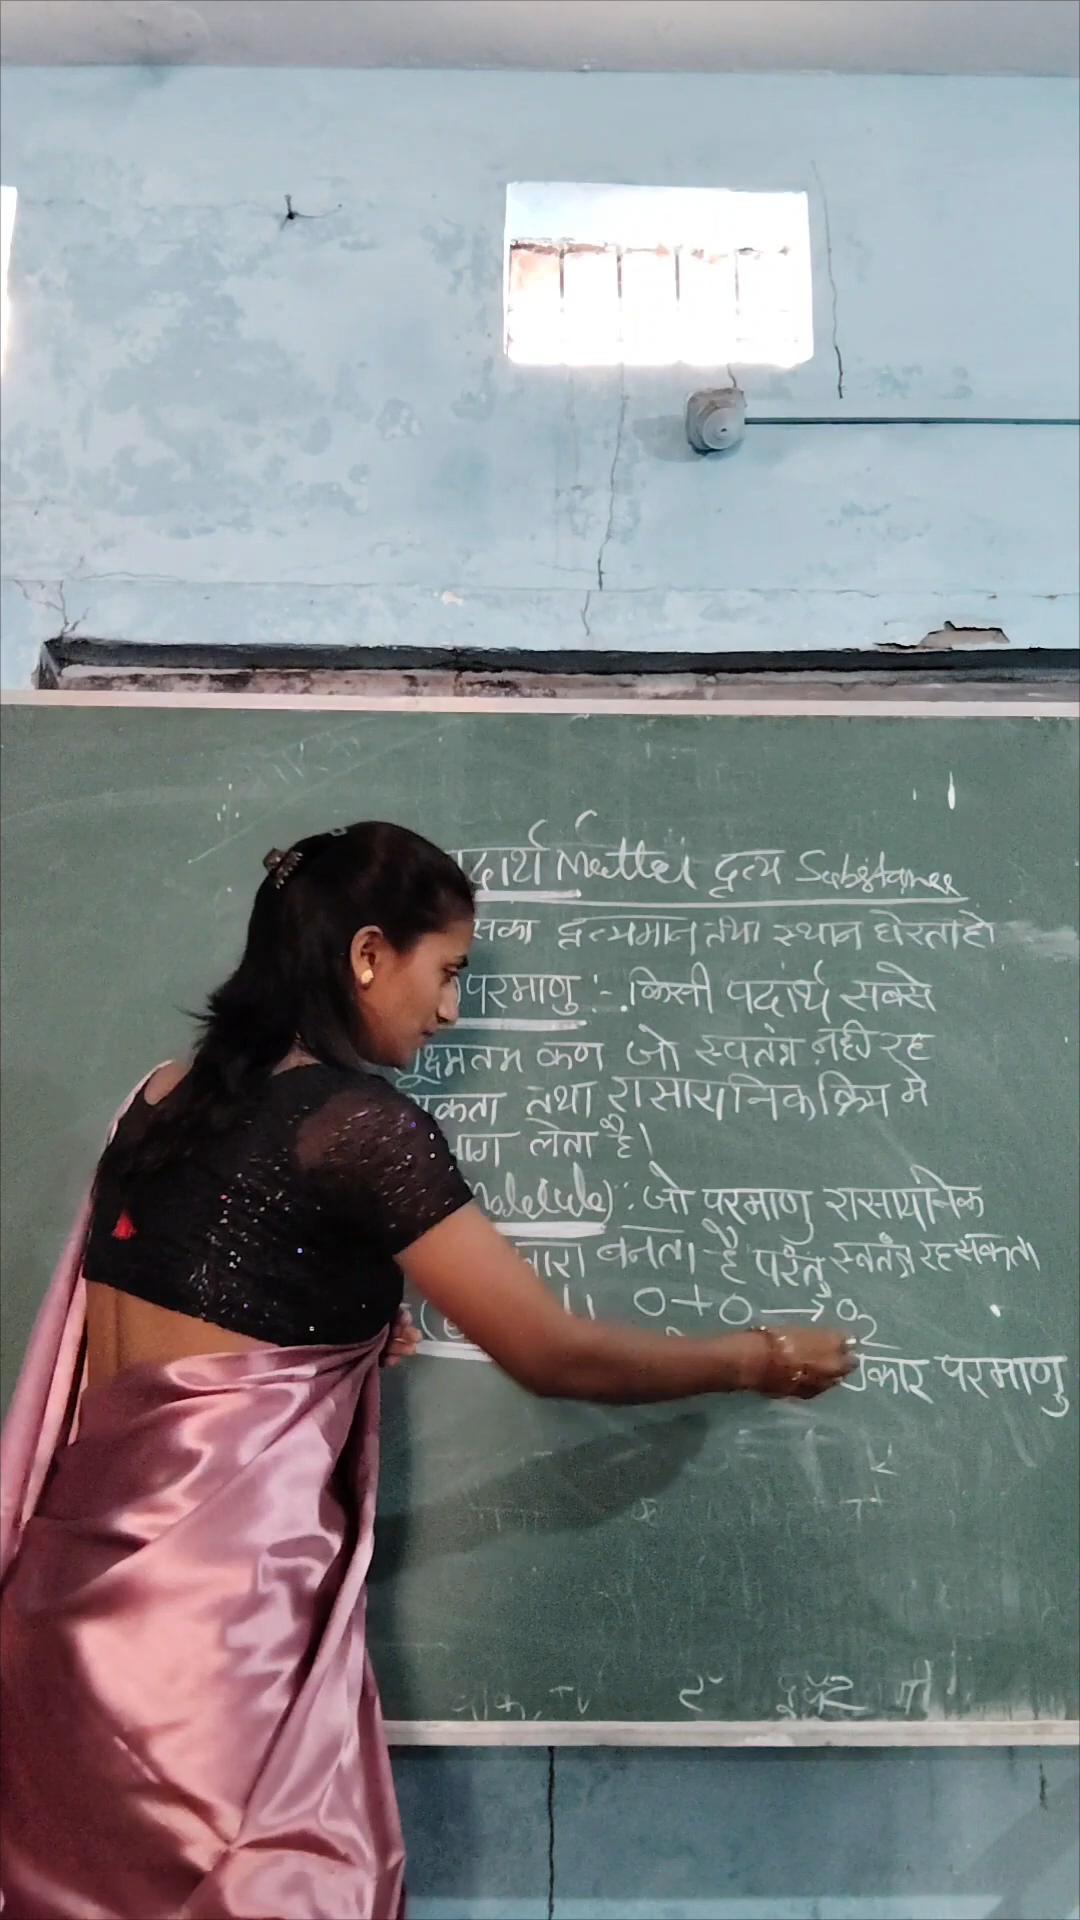 पदार्थ Matter द्रव्य Substance
सका द्रव्यमान तथा स्थान घेरता हो
परमाणु :- किसी पदार्थ सबसे
सूक्ष्मतम कण जो स्वतंत्र नही रह
सकता तथा रासायनिक क्रिया मे
भाग लेता है।
Molecule) : जो परमाणु रासायनिक
द्वारा बनता है परंतु स्वतंत्र रह सकता
है
O + O → O2
प्रकार परमाणु